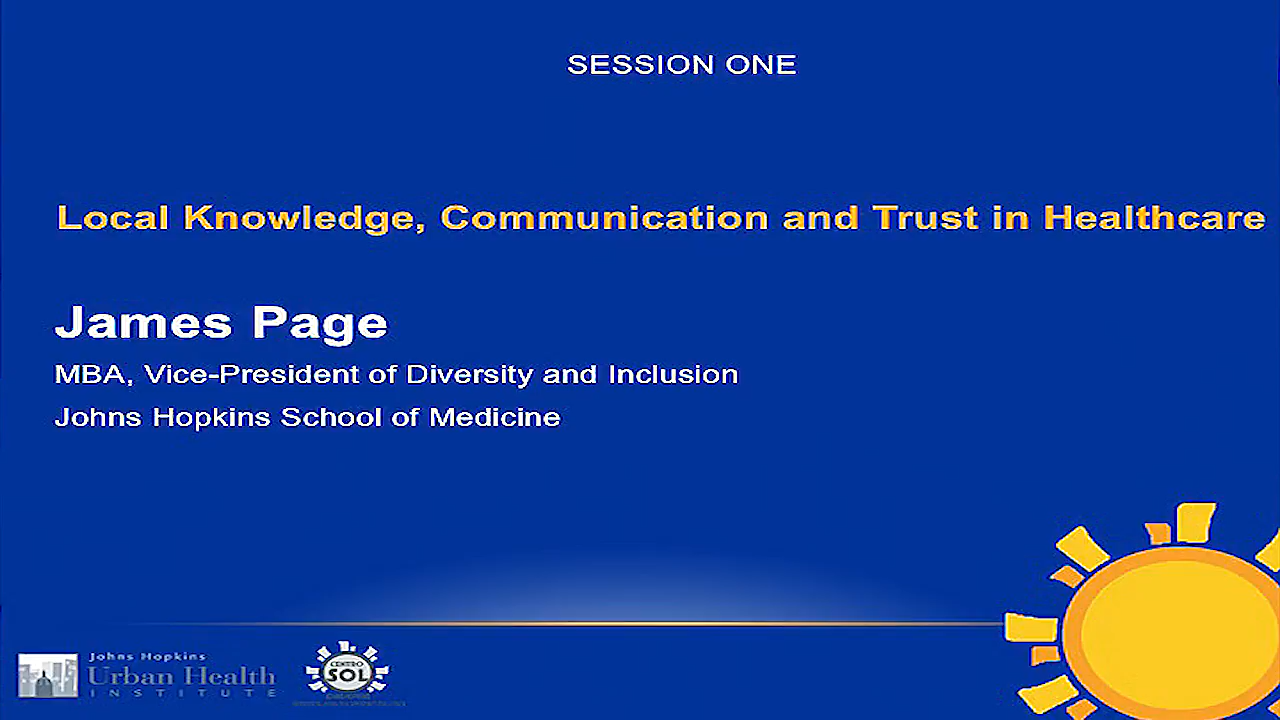 SESSION ONE
Local Knowledge, Communication and Trust in Healthcare
James Page
MBA, Vice-President of Diversity and Inclusion
Johns Hopkins School of Medicine
Johns Hopkins
Urban Health
INSTITUTE
CENTRO
SOL